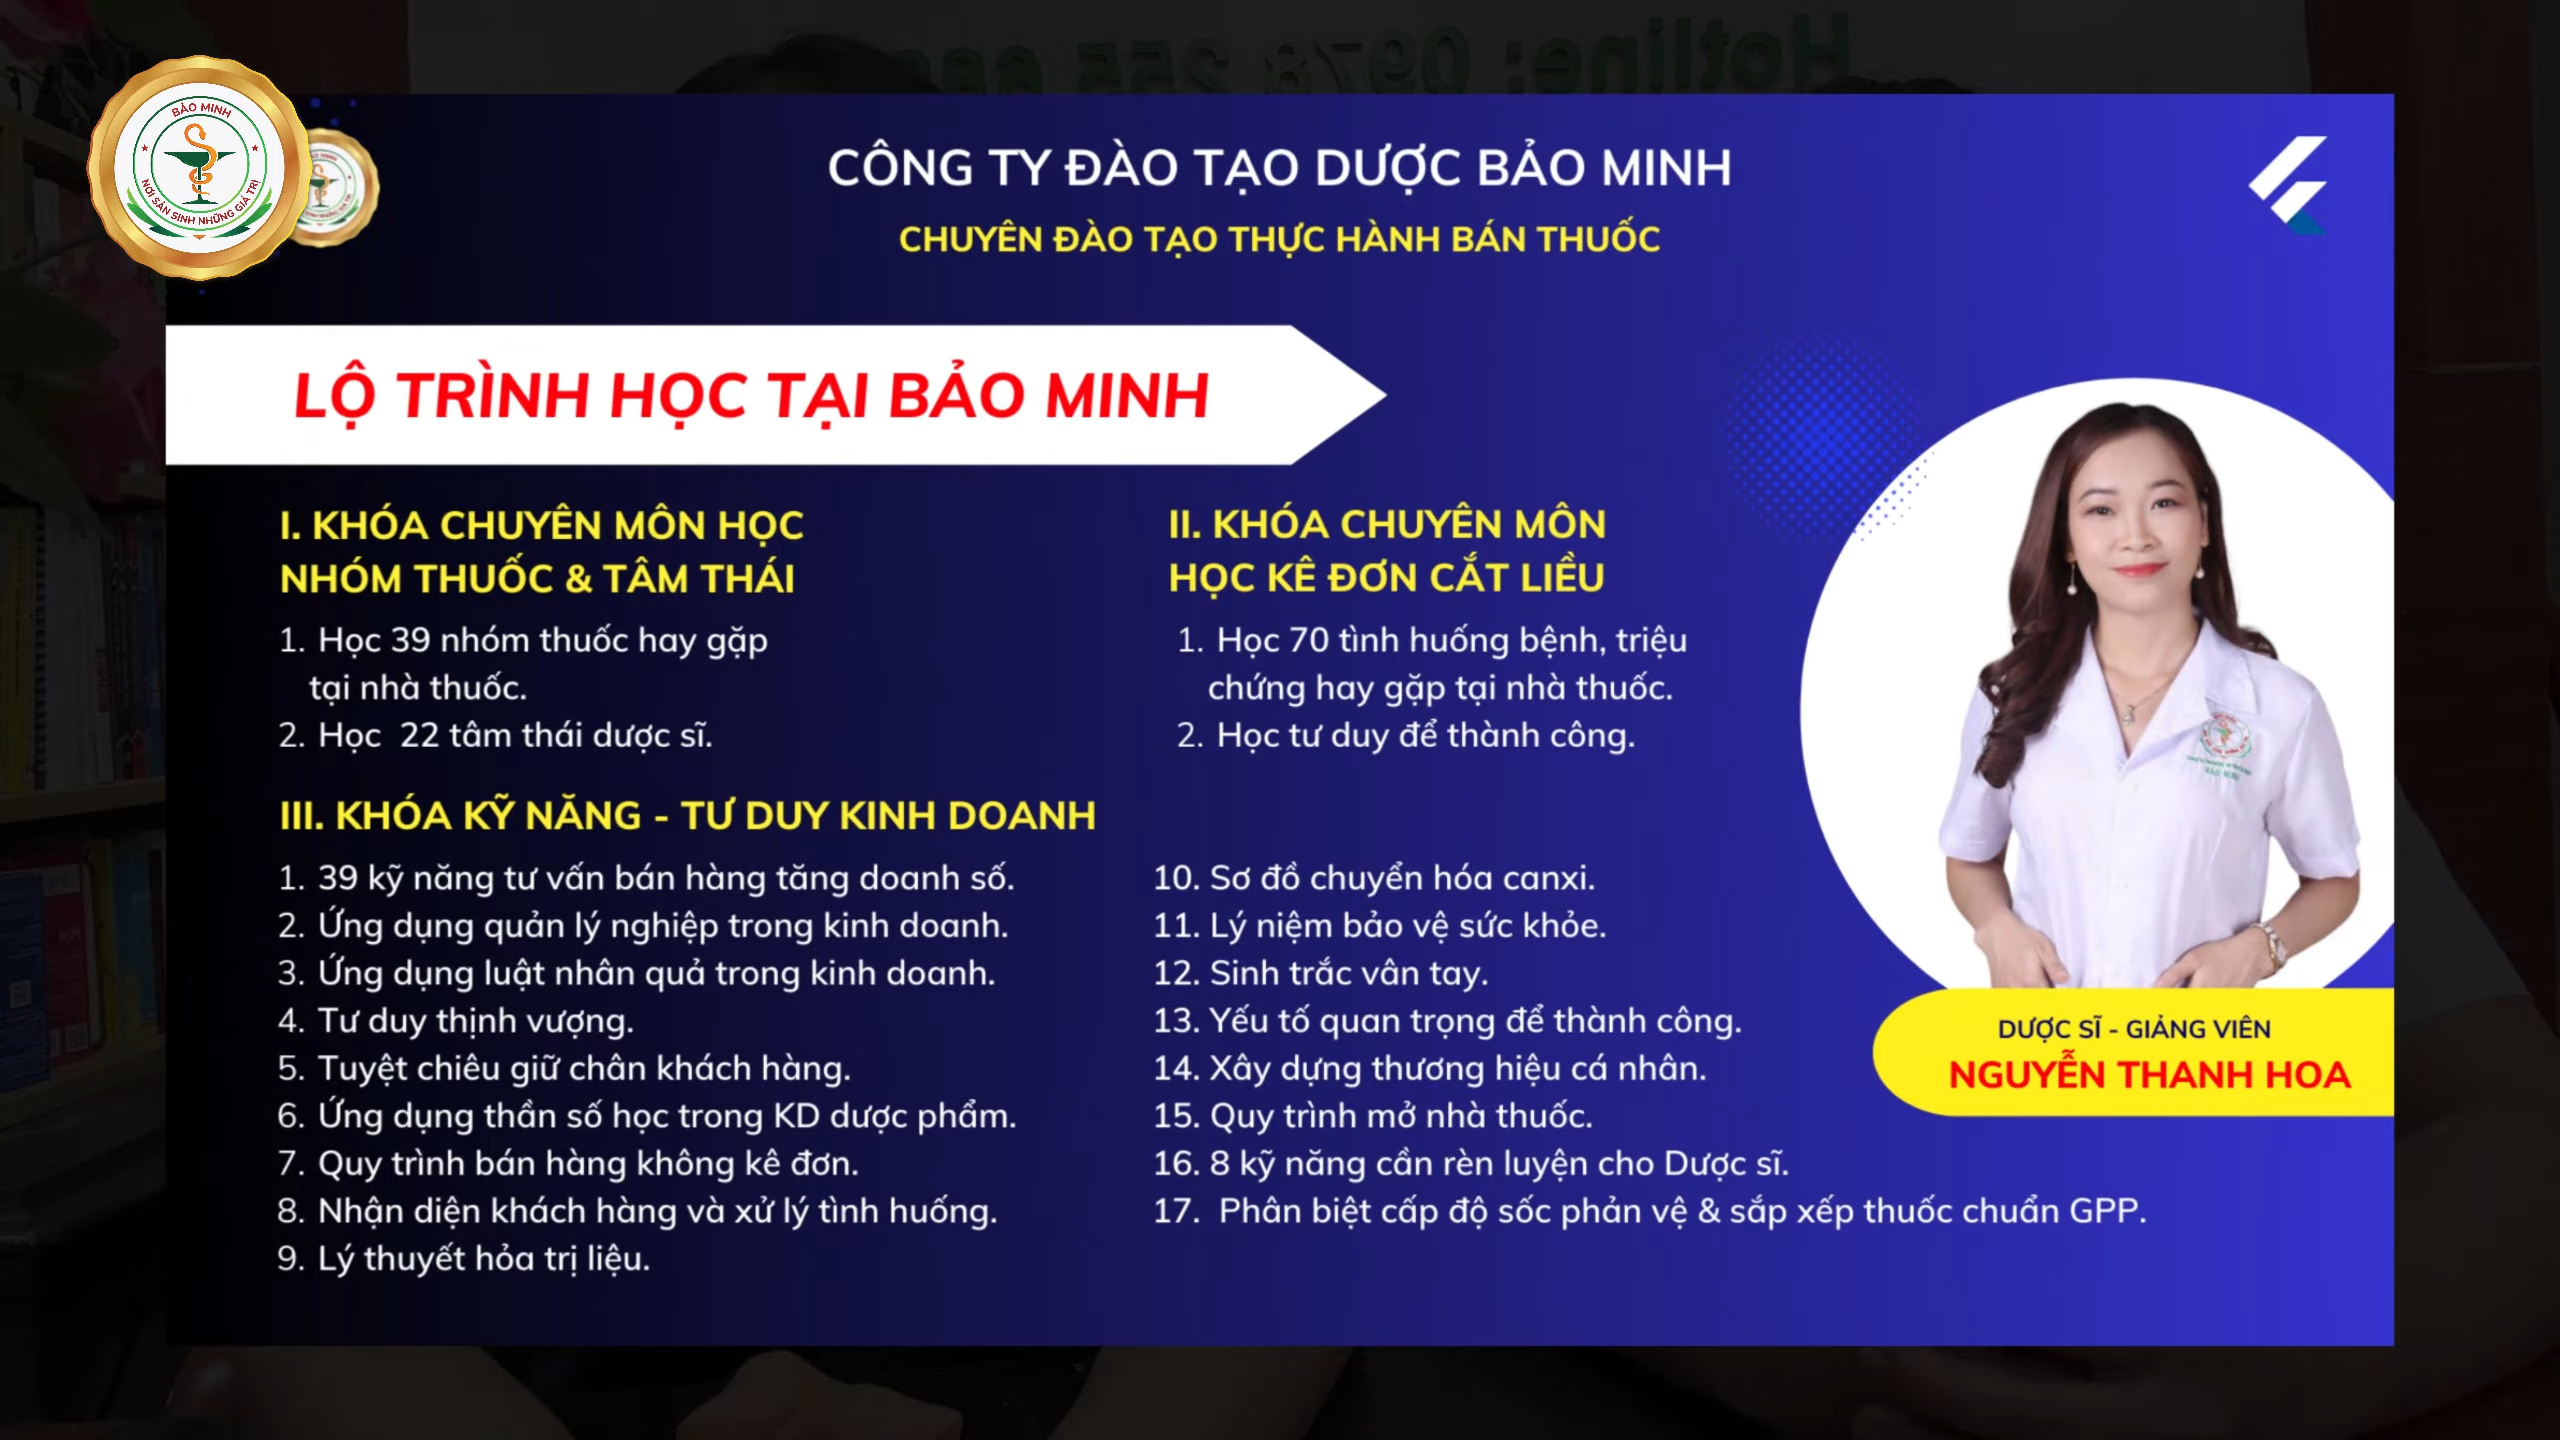 Hotline: 0978 255
BẢO MINH
NƠI SẢN SINH NHỮNG GIÁ TRỊ
CÔNG TY ĐÀO TẠO DƯỢC BẢO MINH
CHUYÊN ĐÀO TẠO THỰC HÀNH BÁN THUỐC
LỘ TRÌNH HỌC TẠI BẢO MINH
I. KHÓA CHUYÊN MÔN HỌC
NHÓM THUỐC & TÂM THÁI
1. Học 39 nhóm thuốc hay gặp
tại nhà thuốc.
2. Học 22 tâm thái dược sĩ.
II. KHÓA CHUYÊN MÔN
HỌC KÊ ĐƠN CẮT LIỀU
1. Học 70 tình huống bệnh, triệu
chứng hay gặp tại nhà thuốc.
2. Học tư duy để thành công.
III. KHÓA KỸ NĂNG - TƯ DUY KINH DOANH
1. 39 kỹ năng tư vấn bán hàng tăng doanh số.
2. Ứng dụng quản lý nghiệp trong kinh doanh.
3. Ứng dụng luật nhân quả trong kinh doanh.
4. Tư duy thịnh vượng.
5. Tuyệt chiêu giữ chân khách hàng.
6. Ứng dụng thần số học trong KD dược phẩm.
7. Quy trình bán hàng không kê đơn.
8. Nhận diện khách hàng và xử lý tình huống.
9. Lý thuyết hỏa trị liệu.
10. Sơ đồ chuyển hóa canxi.
11. Lý niệm bảo vệ sức khỏe.
12. Sinh trắc vân tay.
13. Yếu tố quan trọng để thành công.
14. Xây dựng thương hiệu cá nhân.
15. Quy trình mở nhà thuốc.
16. 8 kỹ năng cần rèn luyện cho Dược sĩ.
17. Phân biệt cấp độ sốc phản vệ & sắp xếp thuốc chuẩn GPP.
DƯỢC SĨ - GIẢNG VIÊN
NGUYỄN THANH HOA